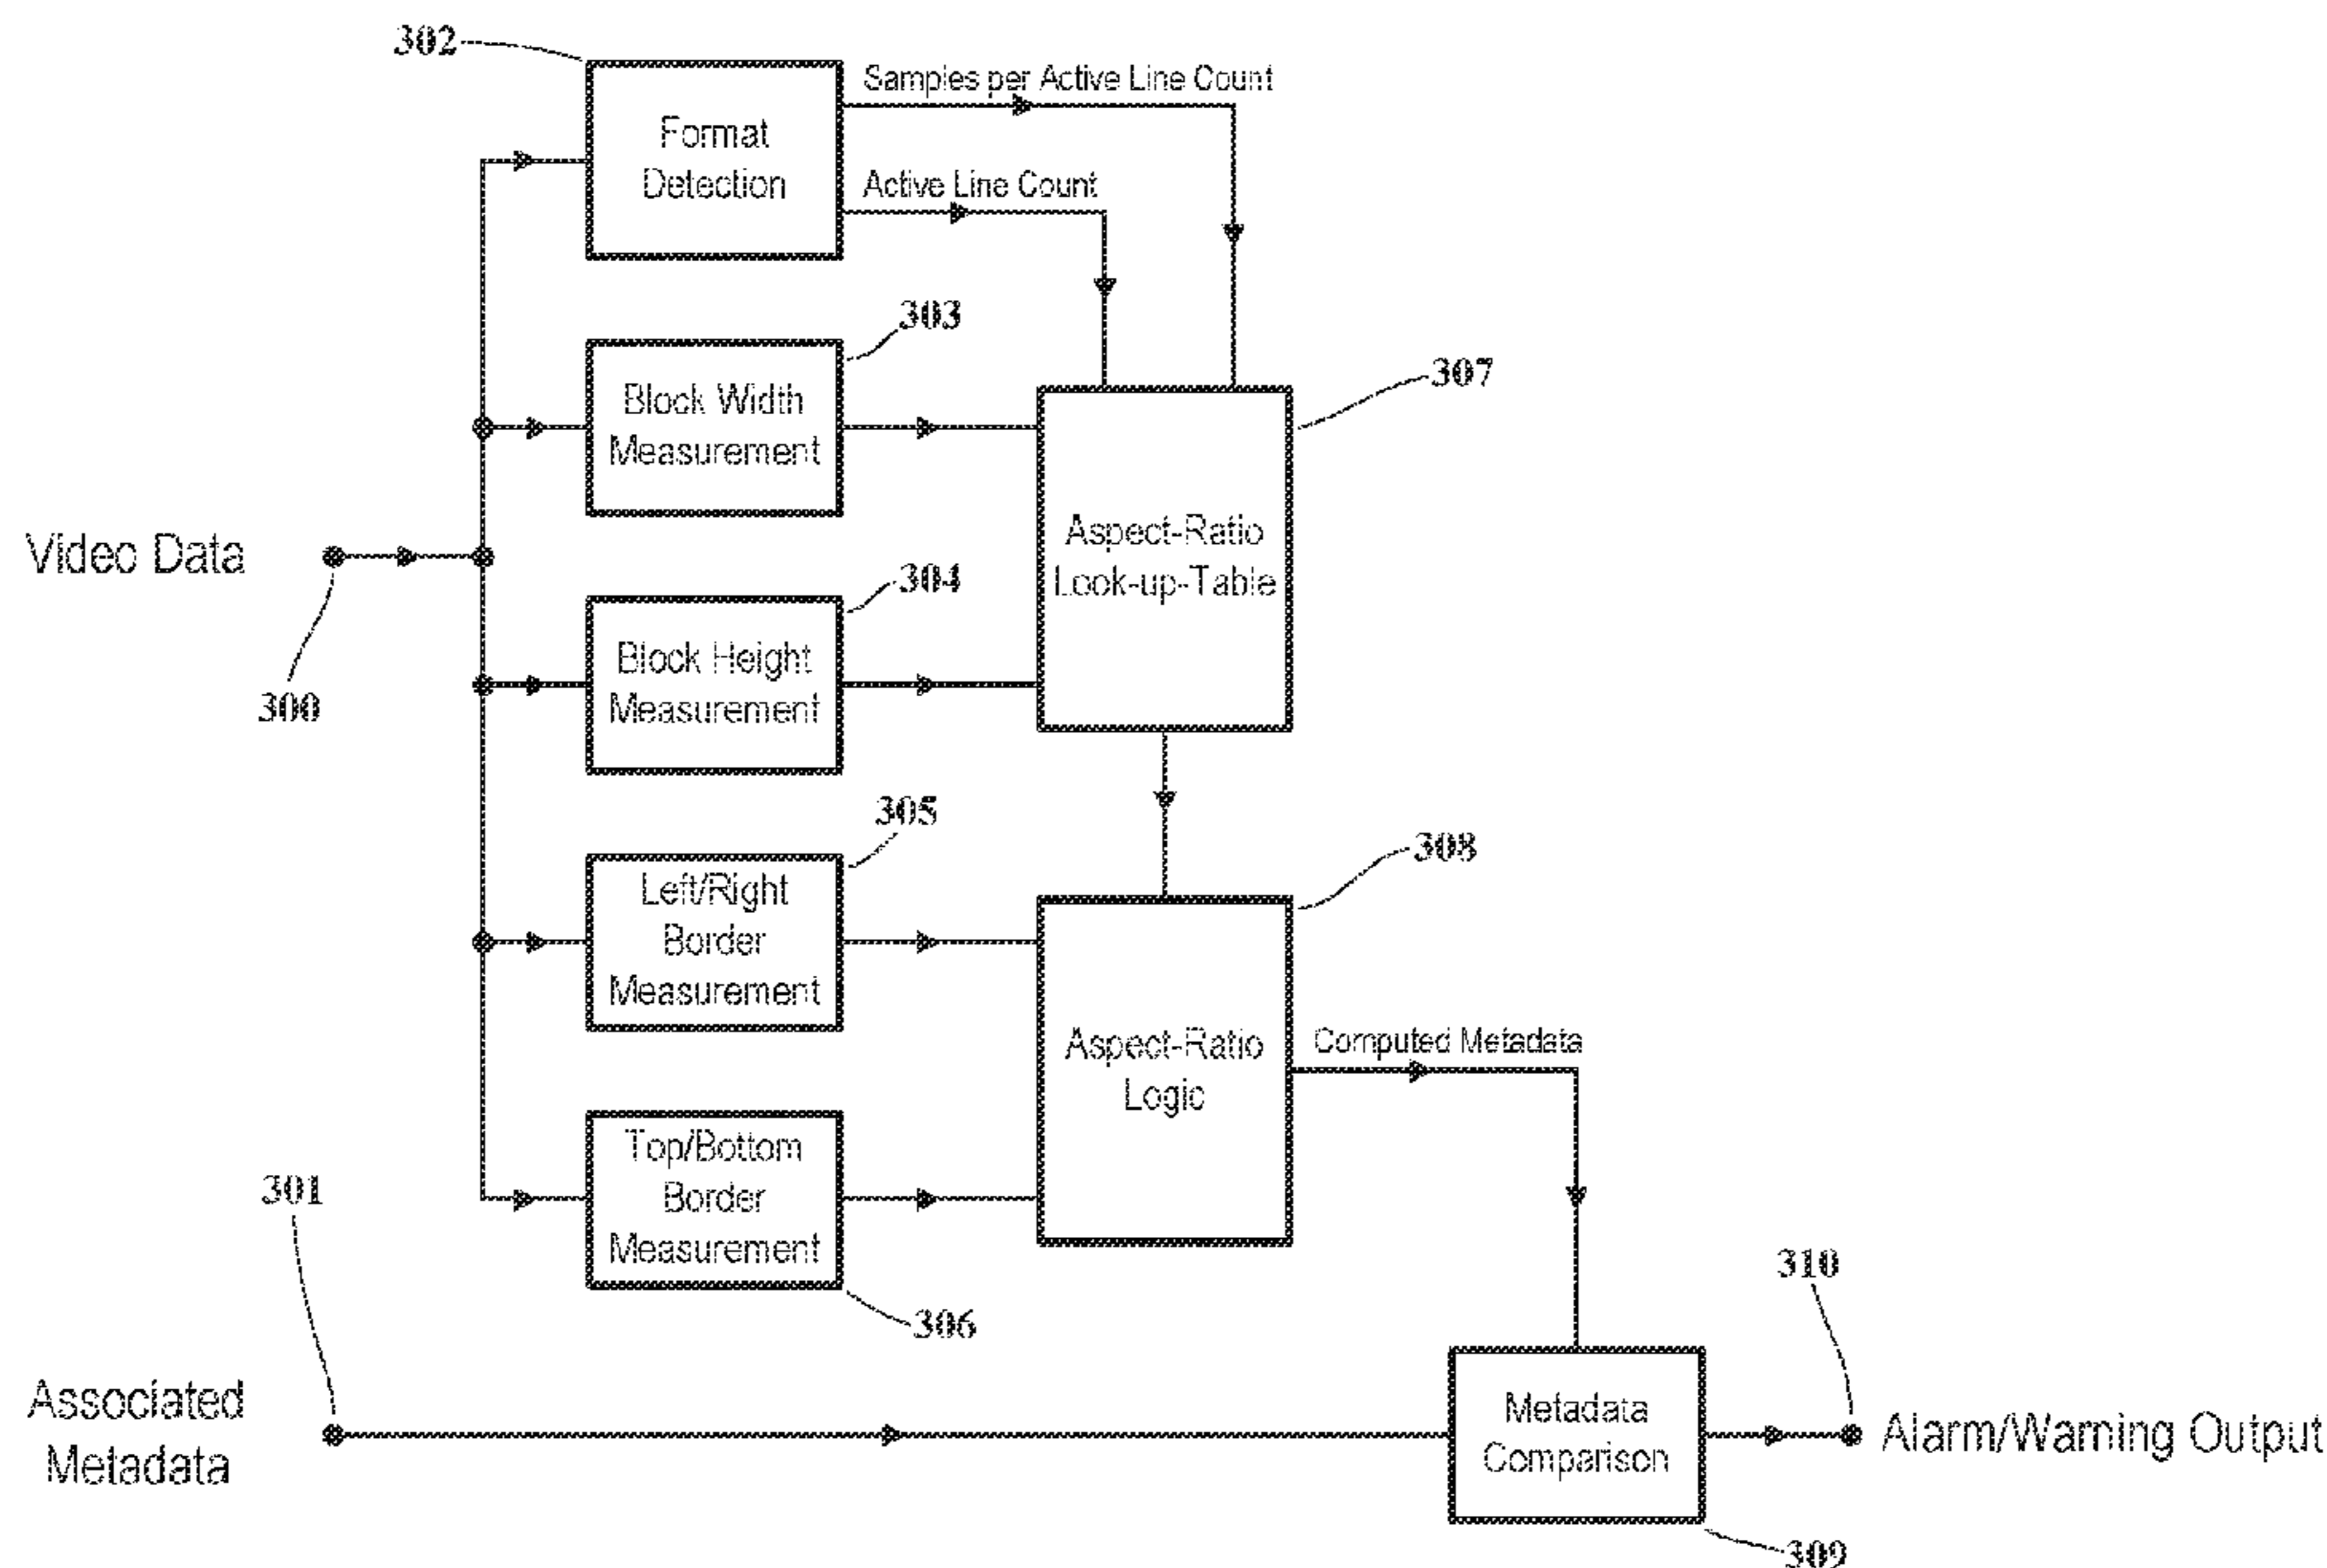 302
Samples per Active Line Count
Format
Detection
Active Line Count
303
Block Width
Measurement
307
Video Data
300
Aspect-Ratio
Look-up-Table
304
Block Height
Measurement
305
Left/Right
Border
Measurement
308
Aspect-Ratio
Logic
Computed Metadata
Top/Bottom
Border
Measurement
306
301
Associated
Metadata
310
Metadata
Comparison
Alarm/Warning Output
309